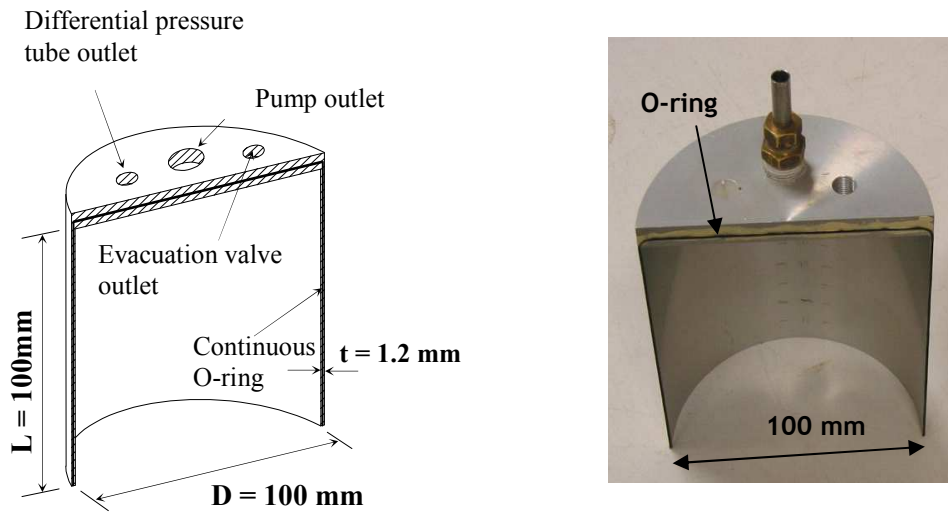 Differential pressure
tube outlet
Pump outlet
Evacuation valve
outlet
Continuous
O-ring
t = 1.2 mm
L = 100mm
D = 100 mm
O-ring
100 mm